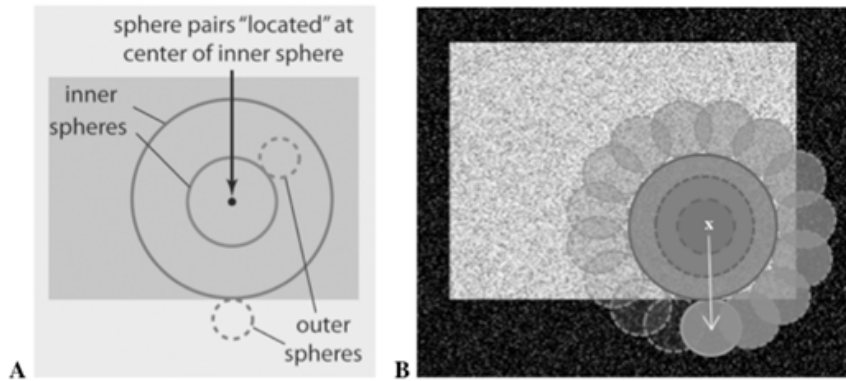 sphere pairs “located” at
center of inner sphere
inner
spheres
outer
spheres
A
x
B